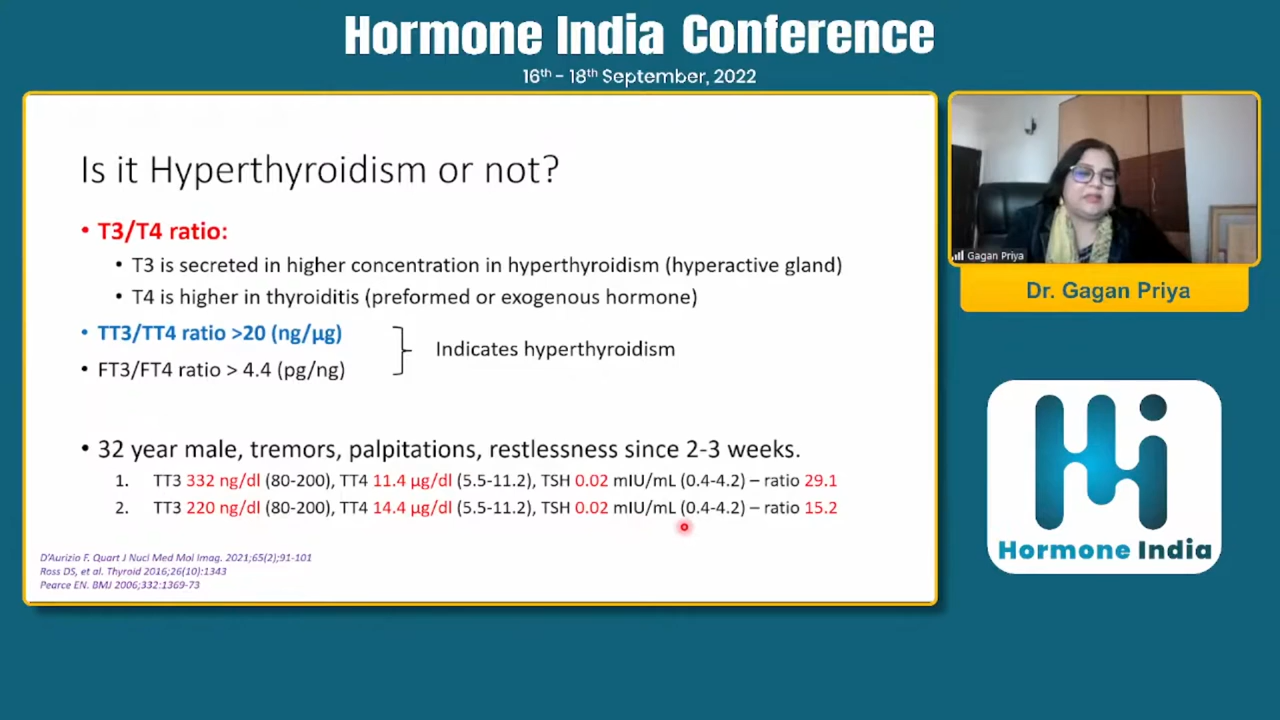 Hormone India Conference
16th - 18th September, 2022
Is it Hyperthyroidism or not?
• T3/T4 ratio:
• T3 is secreted in higher concentration in hyperthyroidism (hyperactive gland)
• T4 is higher in thyroiditis (preformed or exogenous hormone)
• TT3/TT4 ratio >20 (ng/µg)
• FT3/FT4 ratio > 4.4 (pg/ng)
Indicates hyperthyroidism
• 32 year male, tremors, palpitations, restlessness since 2-3 weeks.
1. TT3 332 ng/dl (80-200), TT4 11.4 µg/dl (5.5-11.2), TSH 0.02 mIU/mL (0.4-4.2) – ratio 29.1
2. TT3 220 ng/dl (80-200), TT4 14.4 µg/dl (5.5-11.2), TSH 0.02 mIU/mL (0.4-4.2) – ratio 15.2
D'Aurizio F. Quart J Nucl Med Mol Imag. 2021;65(2);91-101
Ross DS, et al. Thyroid 2016;26(10):1343
Pearce EN. BMJ 2006;332:1369-73
Gagan Priya
Dr. Gagan Priya
Hormone India